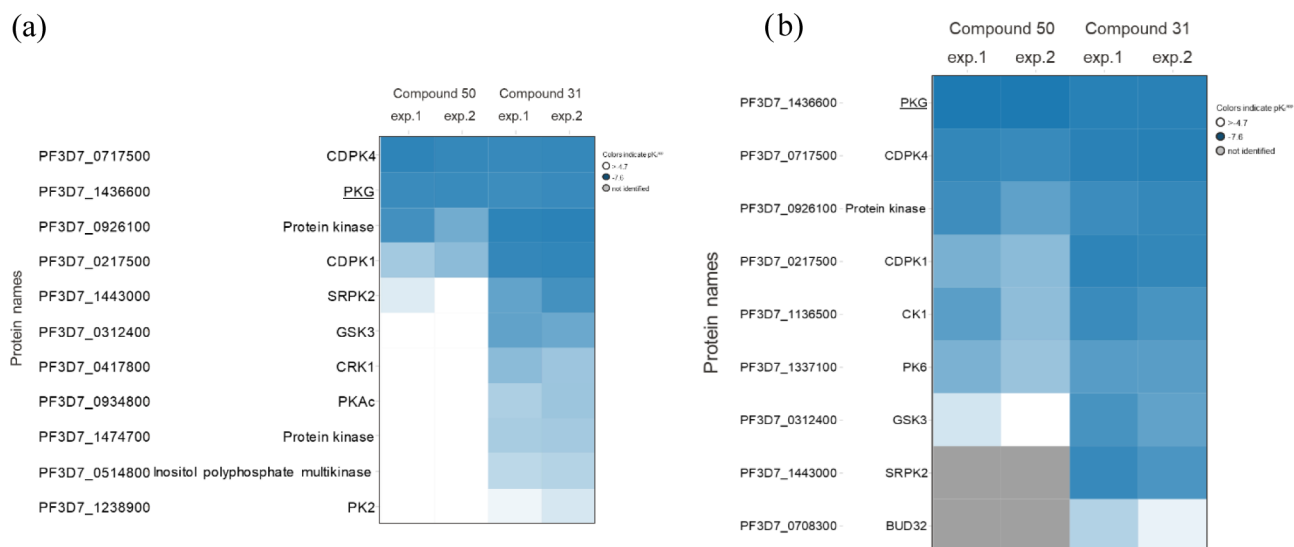 (a)
Compound 50 Compound 31
exp.1 exp.2 exp.1 exp.2
Protein names
PF3D7_0717500 CDPK4
PF3D7_1436600 PKG
PF3D7_0926100 Protein kinase
PF3D7_0217500 CDPK1
PF3D7_1443000 SRPK2
PF3D7_0312400 GSK3
PF3D7_0417800 CRK1
PF3D7_0934800 PKAc
PF3D7_1474700 Protein kinase
PF3D7_0514800 Inositol polyphosphate multikinase
PF3D7_1238900 PK2
Colors indicate pKᵢᵃᵖᵖ
>-4.7
-7.6
not identified
(b)
Compound 50 Compound 31
exp.1 exp.2 exp.1 exp.2
Protein names
PF3D7_1436600 PKG
PF3D7_0717500 CDPK4
PF3D7_0926100 Protein kinase
PF3D7_0217500 CDPK1
PF3D7_1136500 CK1
PF3D7_1337100 PK6
PF3D7_0312400 GSK3
PF3D7_1443000 SRPK2
PF3D7_0708300 BUD32
Colors indicate pKᵢᵃᵖᵖ
>-4.7
-7.6
not identified